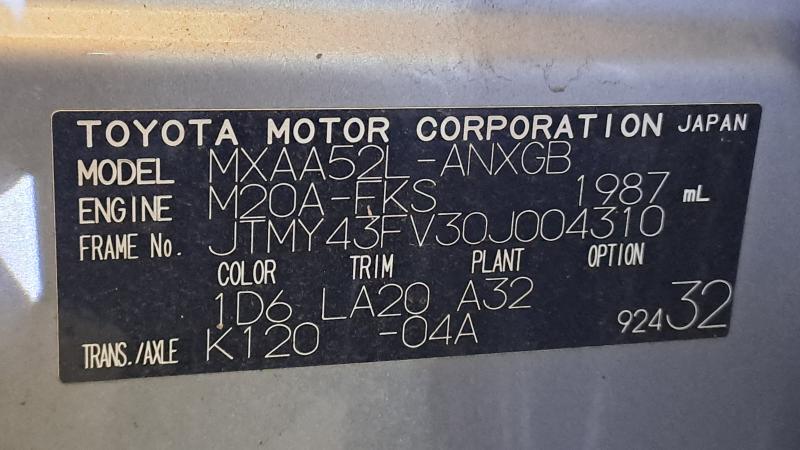 TOYOTA MOTOR CORPORATION JAPAN
MODEL MXAA52L-ANXGB
ENGINE M20A-FKS 1987 mL
FRAME No. JTMY43FV30J004310
COLOR TRIM PLANT OPTION
1D6 LA20 A32
TRANS./AXLE K120 -04A 92432